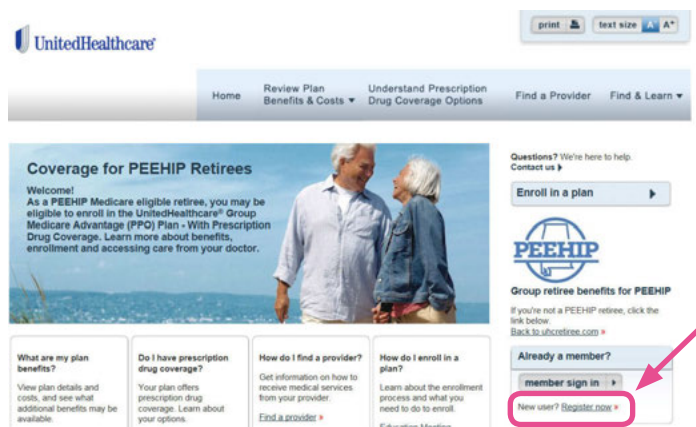 print
text size A A+
UnitedHealthcare®
Home
Review Plan
Benefits & Costs
Understand Prescription
Drug Coverage Options
Find a Provider
Find & Learn
Coverage for PEEHIP Retirees
Welcome!
As a PEEHIP Medicare eligible retiree, you may be
eligible to enroll in the UnitedHealthcare® Group
Medicare Advantage (PPO) Plan - With Prescription
Drug Coverage. Learn more about benefits,
enrollment and accessing care from your doctor.
Questions? We're here to help.
Contact us
Enroll in a plan
PEEHIP
Group retiree benefits for PEEHIP
If you're not a PEEHIP retiree, click the
link below.
Back to uhcretiree.com »
What are my plan
benefits?
View plan details and
costs, and see what
additional benefits may be
available.
Do I have prescription
drug coverage?
Your plan offers
prescription drug
coverage. Learn about
your options.
How do I find a provider?
Get information on how to
receive medical services
from your provider.
Find a provider »
How do I enroll in a
plan?
Learn about the enrollment
process and what you
need to do to enroll.
Education Meeting
Already a member?
member sign in
New user? Register now »